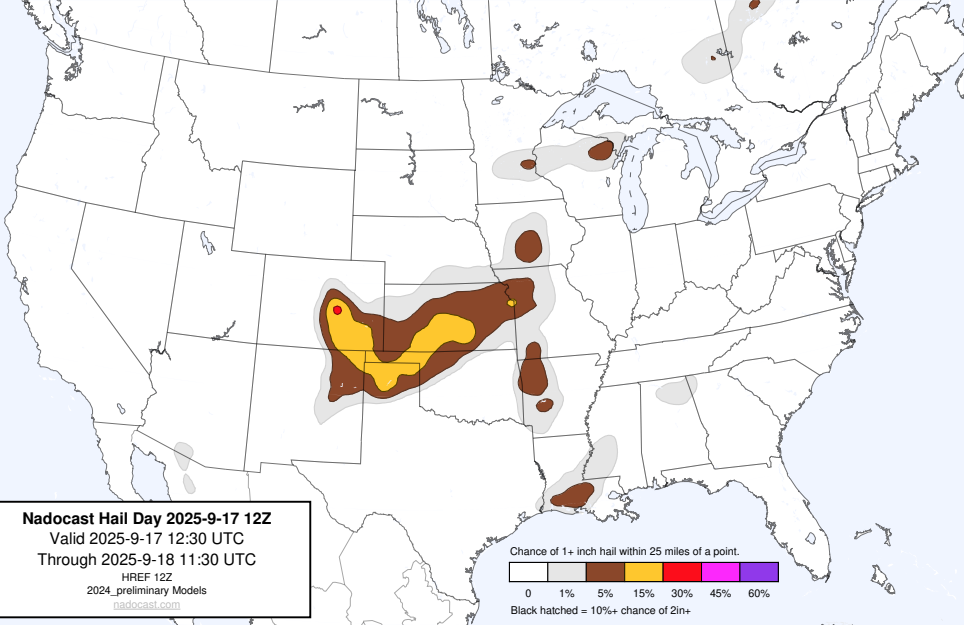 Nadocast Hail Day 2025-9-17 12Z
Valid 2025-9-17 12:30 UTC
Through 2025-9-18 11:30 UTC
HREF 12Z
2024_preliminary Models
nadocast.com
Chance of 1+ inch hail within 25 miles of a point.
0 1% 5% 15% 30% 45% 60%
Black hatched = 10%+ chance of 2in+